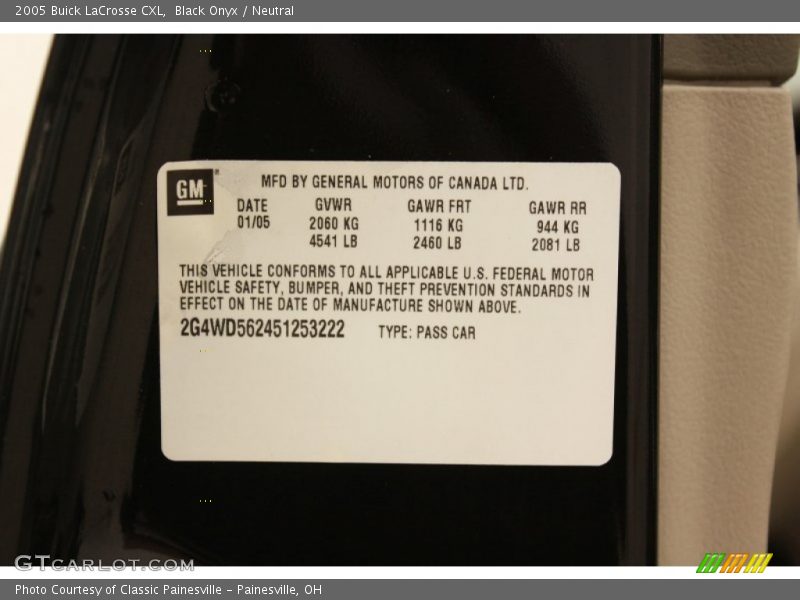 2005 Buick LaCrosse CXL, Black Onyx / Neutral
GM
MFD BY GENERAL MOTORS OF CANADA LTD.
DATE GVWR GAWR FRT GAWR RR
01/05 2060 KG 1116 KG 944 KG
4541 LB 2460 LB 2081 LB
THIS VEHICLE CONFORMS TO ALL APPLICABLE U.S. FEDERAL MOTOR
VEHICLE SAFETY, BUMPER, AND THEFT PREVENTION STANDARDS IN
EFFECT ON THE DATE OF MANUFACTURE SHOWN ABOVE.
2G4WD562451253222 TYPE: PASS CAR
GTCARLOT.COM
Photo Courtesy of Classic Painesville - Painesville, OH